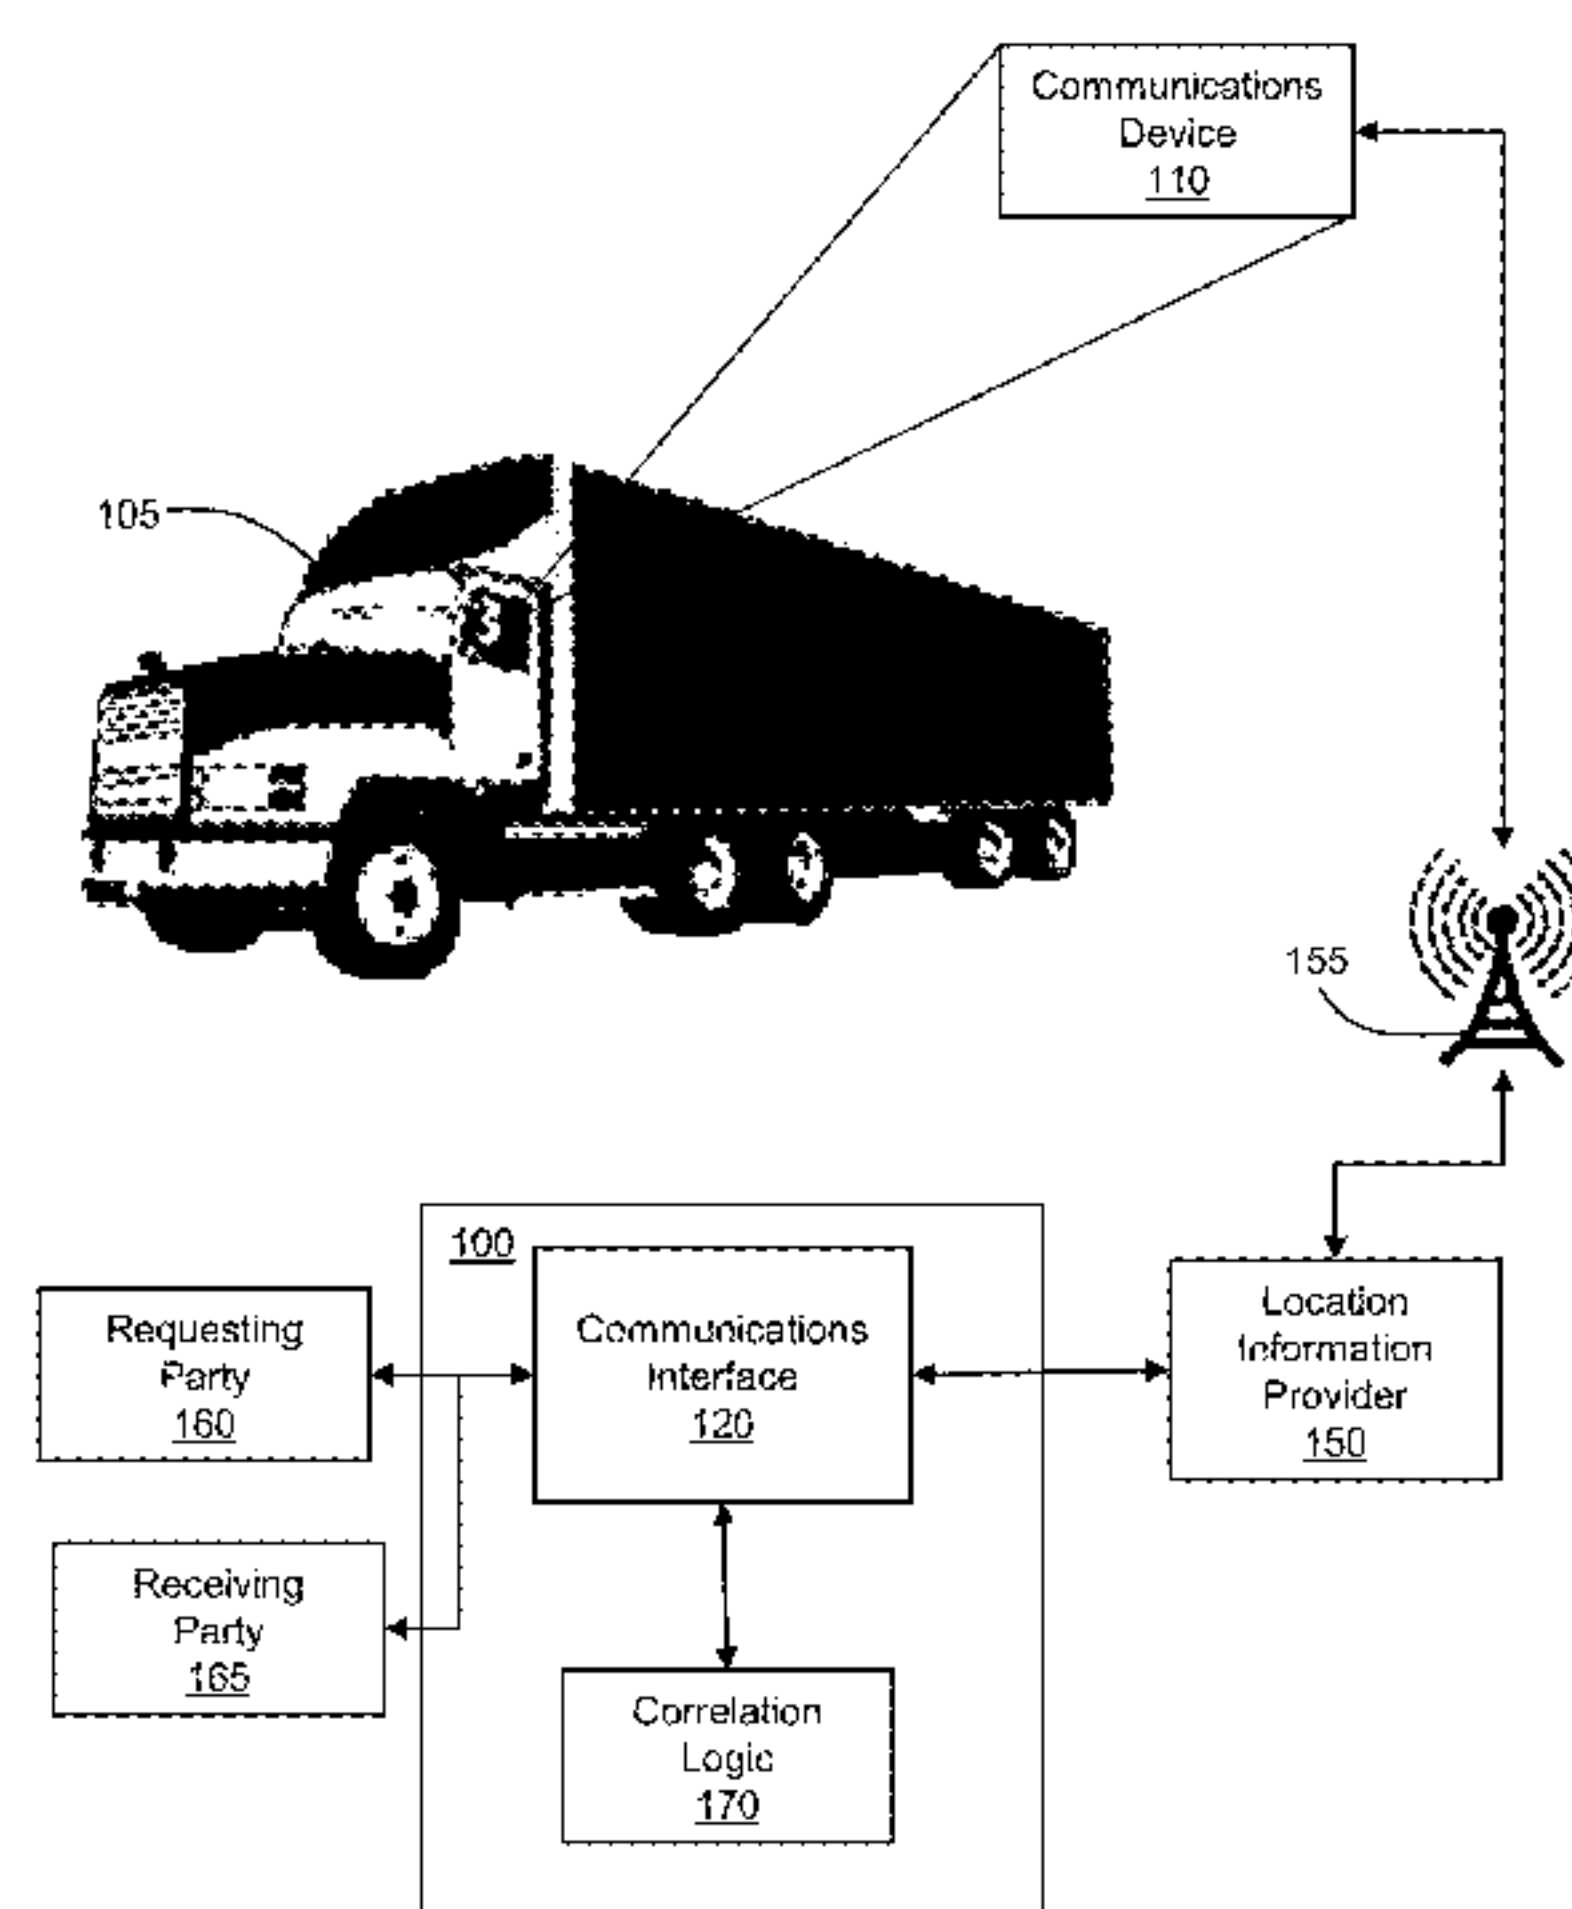 Communications
Device
110
105
155
100
Requesting
Party
160
Communications
Interface
120
Location
Information
Provider
150
Receiving
Party
165
Correlation
Logic
170